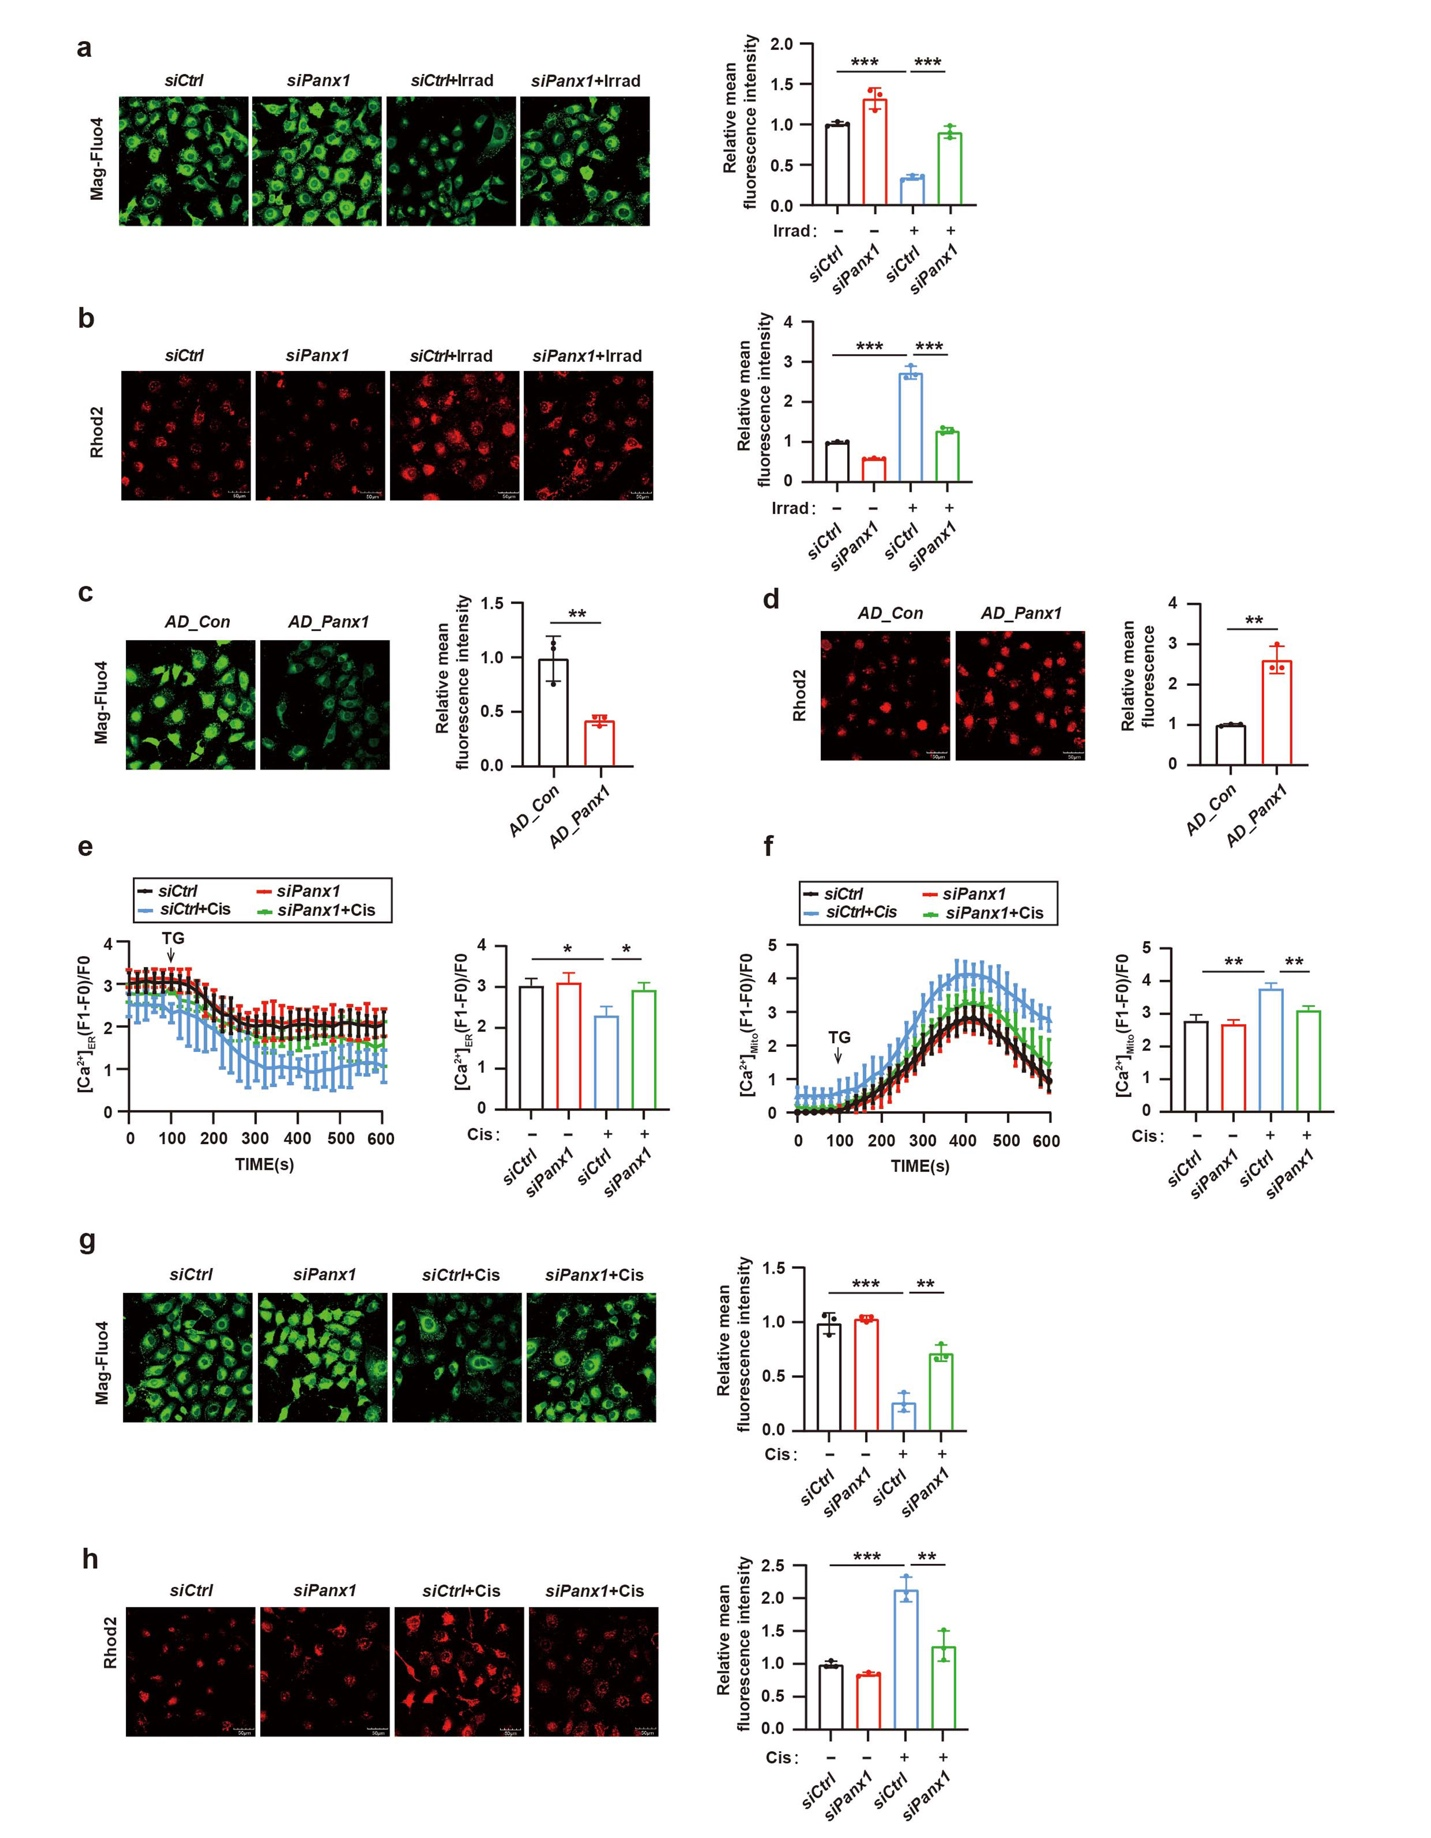 a
siCtrl siPanx1 siCtrl+Irrad siPanx1+Irrad
Mag-Fluo4
Relative mean
fluorescence intensity
2.0
1.5
1.0
0.5
0.0
*** ***
Irrad: − − + +
siCtrl siPanx1 siCtrl siPanx1
b
siCtrl siPanx1 siCtrl+Irrad siPanx1+Irrad
Rhod2
50μm 50μm 50μm 50μm
Relative mean
fluorescence intensity
4
3
2
1
0
*** ***
Irrad: − − + +
siCtrl siPanx1 siCtrl siPanx1
c
AD_Con AD_Panx1
Mag-Fluo4
Relative mean
fluorescence intensity
1.5
1.0
0.5
0.0
**
AD_Con AD_Panx1
d
AD_Con AD_Panx1
Rhod2
50μm 50μm
Relative mean
fluorescence
4
3
2
1
0
**
AD_Con AD_Panx1
e
siCtrl siPanx1
siCtrl+Cis siPanx1+Cis
TG
[Ca²⁺]ER(F1-F0)/F0
4
3
2
1
0
0 100 200 300 400 500 600
TIME(s)
[Ca²⁺]ER(F1-F0)/F0
4
3
2
1
0
* *
Cis: − − + +
siCtrl siPanx1 siCtrl siPanx1
f
siCtrl siPanx1
siCtrl+Cis siPanx1+Cis
TG
[Ca²⁺]Mito(F1-F0)/F0
5
4
3
2
1
0
0 100 200 300 400 500 600
TIME(s)
[Ca²⁺]Mito(F1-F0)/F0
5
4
3
2
1
0
** **
Cis: − − + +
siCtrl siPanx1 siCtrl siPanx1
g
siCtrl siPanx1 siCtrl+Cis siPanx1+Cis
Mag-Fluo4
Relative mean
fluorescence intensity
1.5
1.0
0.5
0.0
*** **
Cis: − − + +
siCtrl siPanx1 siCtrl siPanx1
h
siCtrl siPanx1 siCtrl+Cis siPanx1+Cis
Rhod2
50μm 50μm 50μm 50μm
Relative mean
fluorescence intensity
2.5
2.0
1.5
1.0
0.5
0.0
*** **
Cis: − − + +
siCtrl siPanx1 siCtrl siPanx1